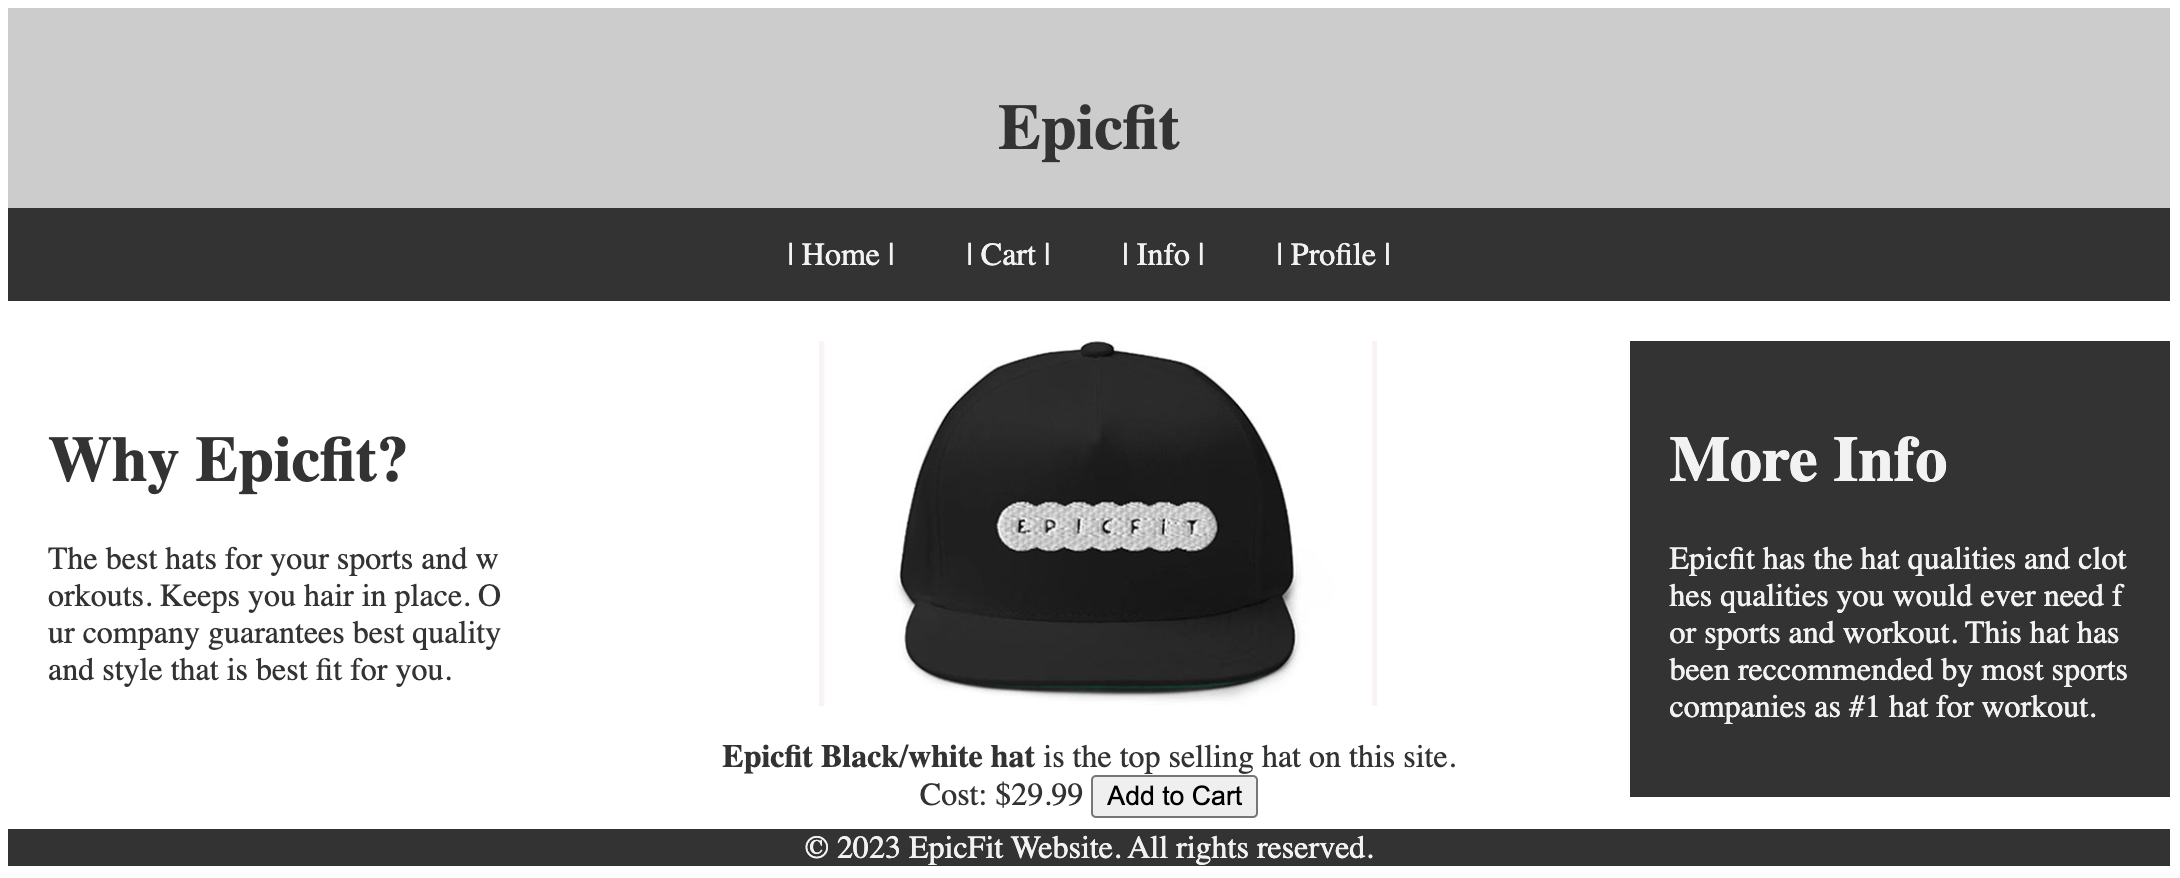 Epicfit
| Home | | Cart | | Info | | Profile |
Why Epicfit?
The best hats for your sports and w
orkouts. Keeps you hair in place. O
ur company guarantees best quality
and style that is best fit for you.
EPICFIT
Epicfit Black/white hat is the top selling hat on this site.
Cost: $29.99 Add to Cart
More Info
Epicfit has the hat qualities and clot
hes qualities you would ever need f
or sports and workout. This hat has
been reccommended by most sports
companies as #1 hat for workout.
© 2023 EpicFit Website. All rights reserved.